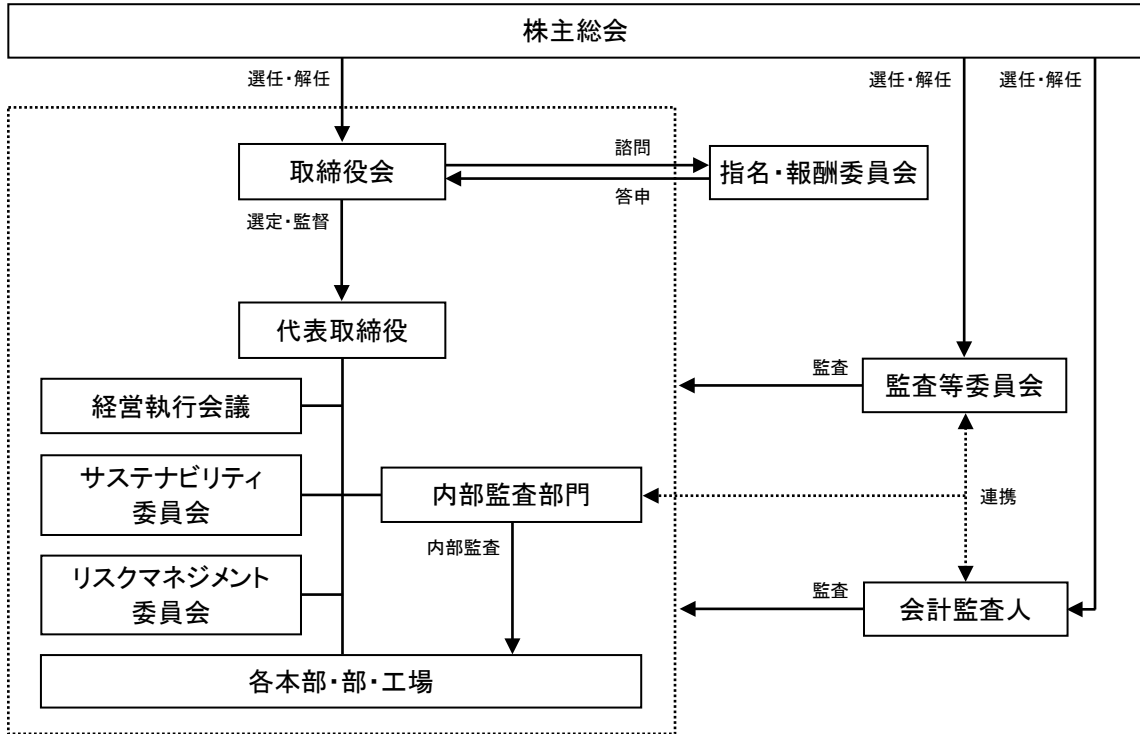 株主総会
選任・解任
選任・解任
選任・解任
取締役会
諮問
答申
指名・報酬委員会
選定・監督
代表取締役
監査
監査等委員会
経営執行会議
サステナビリティ
委員会
内部監査部門
連携
内部監査
リスクマネジメント
委員会
監査
会計監査人
各本部・部・工場